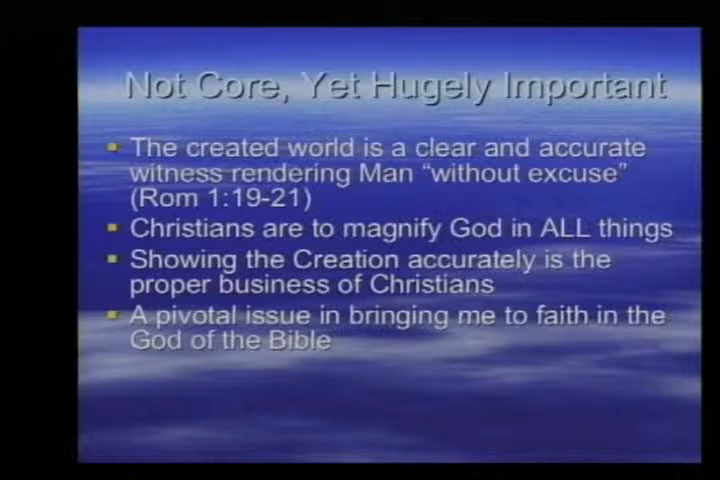 Not Core, Yet Hugely Important
The created world is a clear and accurate
witness rendering Man “without excuse”
(Rom 1:19-21)
Christians are to magnify God in ALL things
Showing the Creation accurately is the
proper business of Christians
A pivotal issue in bringing me to faith in the
God of the Bible